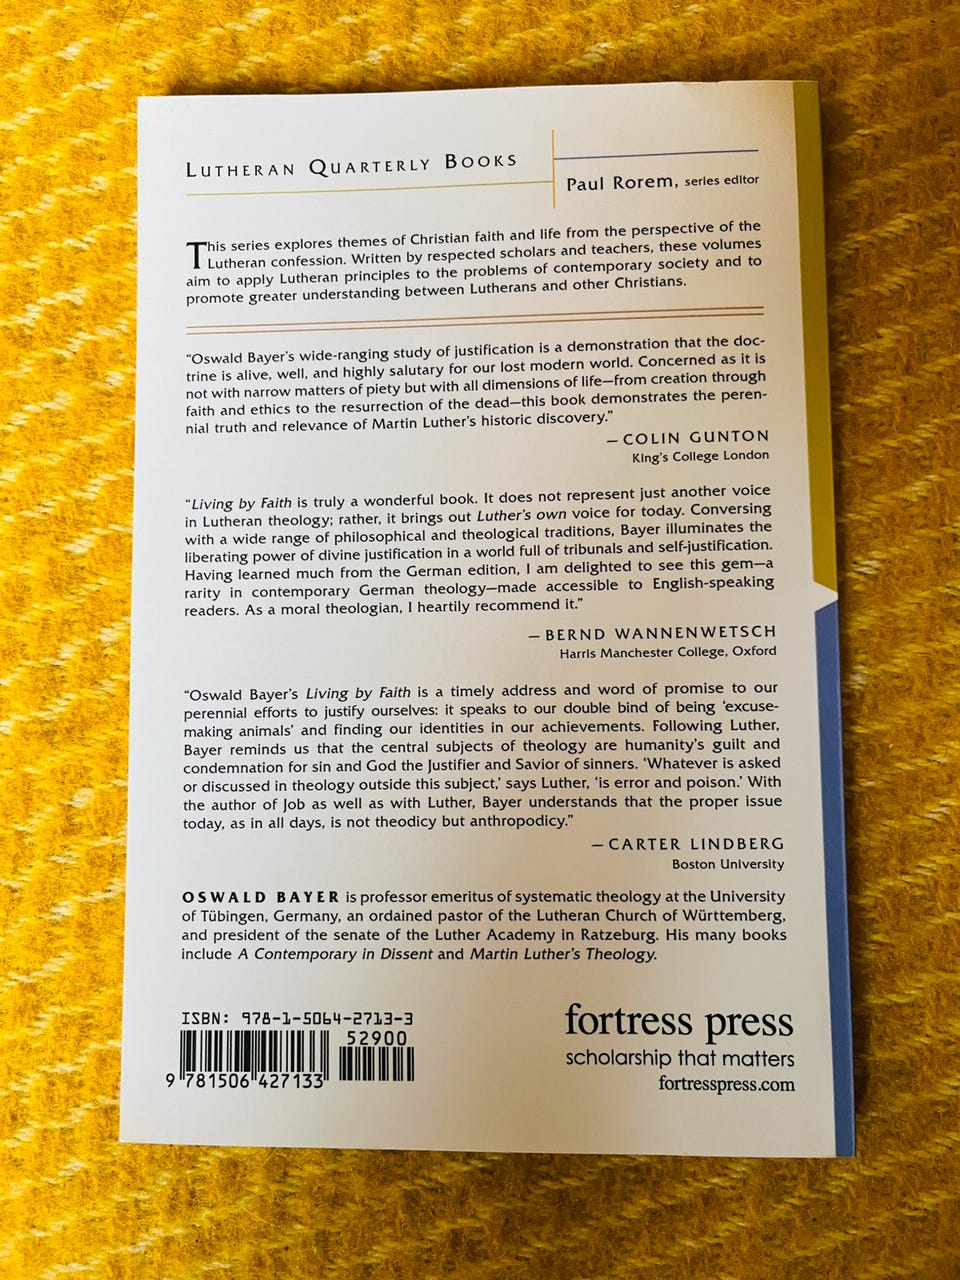 LUTHERAN QUARTERLY BOOKS
Paul Rorem, series editor
This series explores themes of Christian faith and life from the perspective of the
Lutheran confession. Written by respected scholars and teachers, these volumes
aim to apply Lutheran principles to the problems of contemporary society and to
promote greater understanding between Lutherans and other Christians.
“Oswald Bayer’s wide-ranging study of justification is a demonstration that the doc-
trine is alive, well, and highly salutary for our lost modern world. Concerned as it is
not with narrow matters of piety but with all dimensions of life—from creation through
faith and ethics to the resurrection of the dead—this book demonstrates the peren-
nial truth and relevance of Martin Luther’s historic discovery.”
— COLIN GUNTON
King’s College London
“Living by Faith is truly a wonderful book. It does not represent just another voice
in Lutheran theology; rather, it brings out Luther’s own voice for today. Conversing
with a wide range of philosophical and theological traditions, Bayer illuminates the
liberating power of divine justification in a world full of tribunals and self-justification.
Having learned much from the German edition, I am delighted to see this gem—a
rarity in contemporary German theology—made accessible to English-speaking
readers. As a moral theologian, I heartily recommend it.”
— BERND WANNENWETSCH
Harris Manchester College, Oxford
“Oswald Bayer’s Living by Faith is a timely address and word of promise to our
perennial efforts to justify ourselves: it speaks to our double bind of being ‘excuse-
making animals’ and finding our identities in our achievements. Following Luther,
Bayer reminds us that the central subjects of theology are humanity’s guilt and
condemnation for sin and God the Justifier and Savior of sinners. ‘Whatever is asked
or discussed in theology outside this subject,’ says Luther, ‘is error and poison.’ With
the author of Job as well as with Luther, Bayer understands that the proper issue
today, as in all days, is not theodicy but anthropodicy.”
— CARTER LINDBERG
Boston University
OSWALD BAYER is professor emeritus of systematic theology at the University
of Tübingen, Germany, an ordained pastor of the Lutheran Church of Württemberg,
and president of the senate of the Luther Academy in Ratzeburg. His many books
include A Contemporary in Dissent and Martin Luther’s Theology.
ISBN: 978-1-5064-2713-3
52900
9 781506 427133
fortress press
scholarship that matters
fortresspress.com